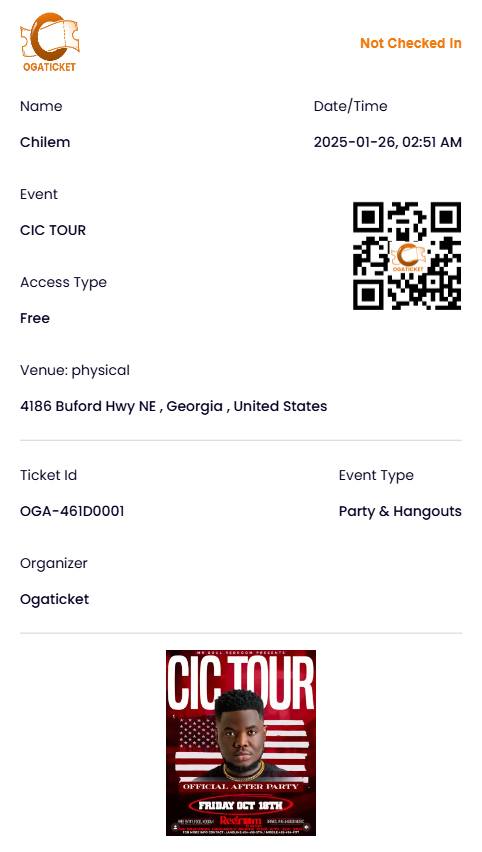 OGATICKET
Not Checked In
Name
Date/Time
Chilem
2025-01-26, 02:51 AM
Event
CIC TOUR
OGATICKET
Access Type
Free
Venue: physical
4186 Buford Hwy NE , Georgia , United States
Ticket Id
Event Type
OGA-461D0001
Party & Hangouts
Organizer
Ogaticket
CIC TOUR
OFFICIAL AFTER PARTY
FRIDAY OCT 18TH
Redrum